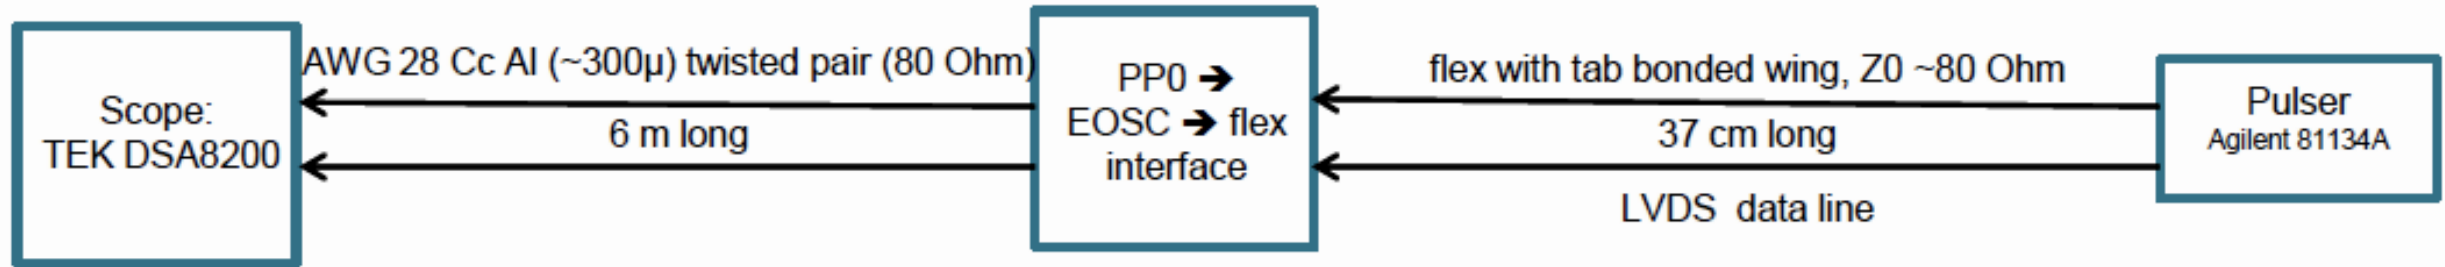 Scope:
TEK DSA8200
AWG 28 Cc Al (~300µ) twisted pair (80 Ohm)
6 m long
PP0 ➔
EOSC ➔ flex
interface
flex with tab bonded wing, Z0 ~80 Ohm
37 cm long
LVDS data line
Pulser
Agilent 81134A